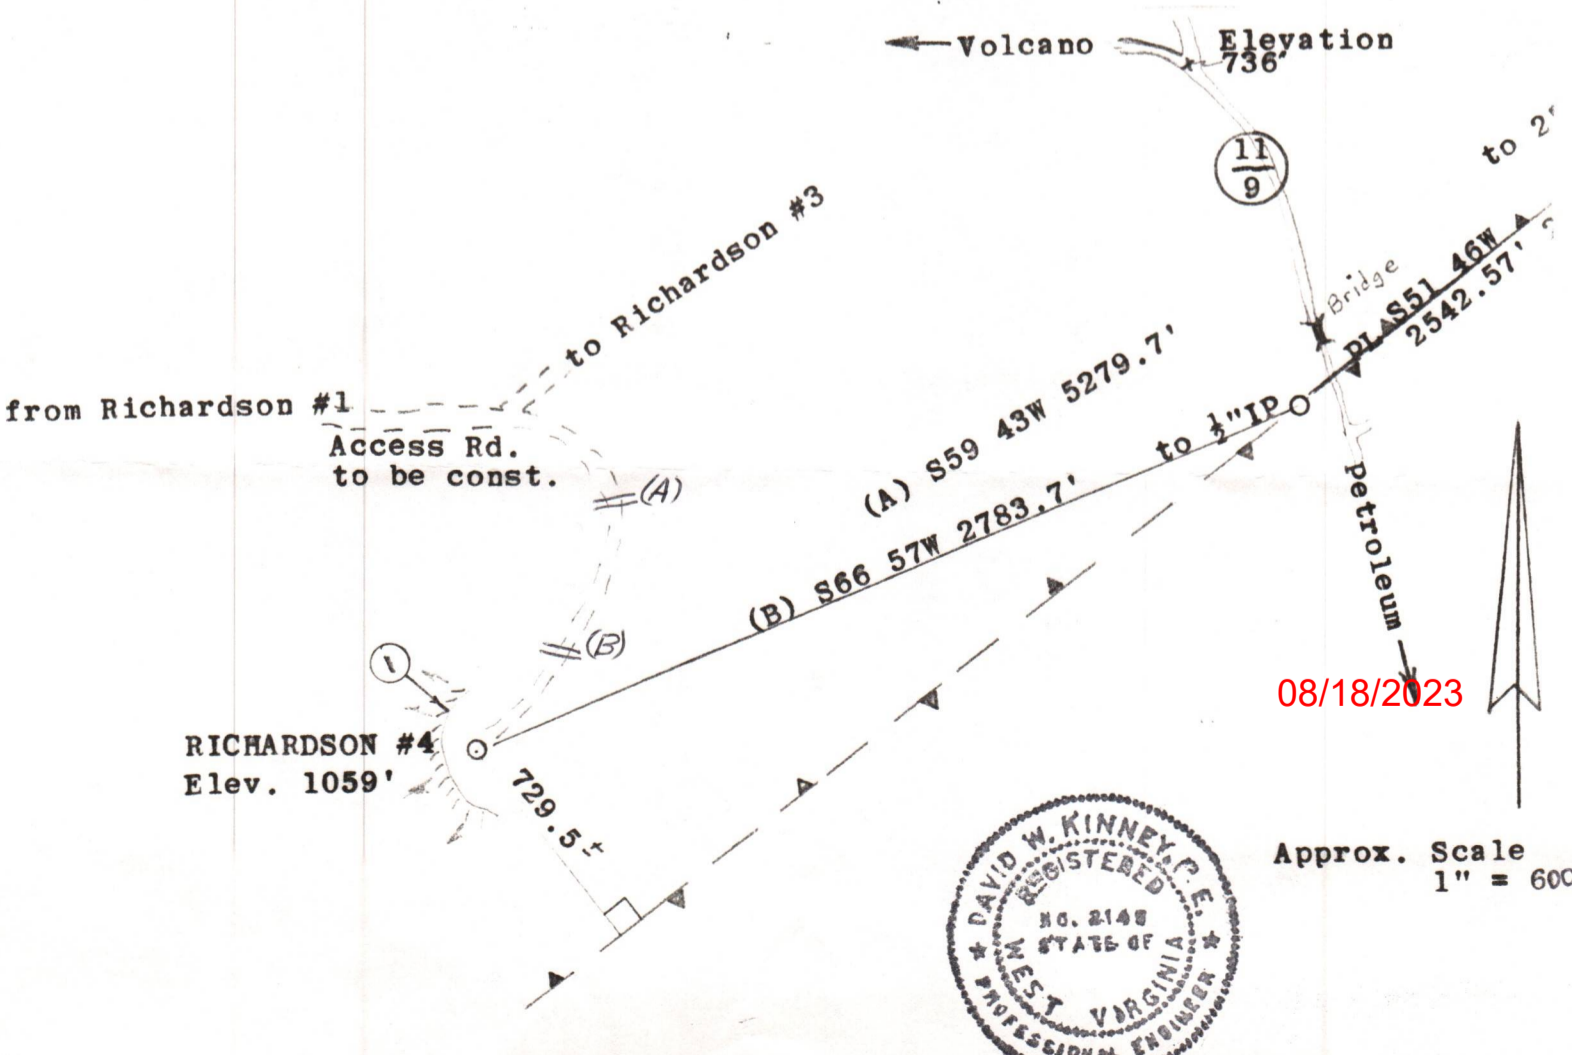 Volcano
Elevation
736'
11
9
to 2"
to Richardson #3
Bridge
PL S51 46W
2542.57'
from Richardson #1
Access Rd.
to be const.
(A)
(A) S59 43W 5279.7'
to ½"IP
(B) S66 57W 2783.7'
Petroleum
(B)
1
08/18/2023
RICHARDSON #4
Elev. 1059'
729.5±
DAVID W. KINNEY, P.E.
REGISTERED
NO. 2148
STATE OF
WEST VIRGINIA
PROFESSIONAL ENGINEER
Approx. Scale
1" = 600